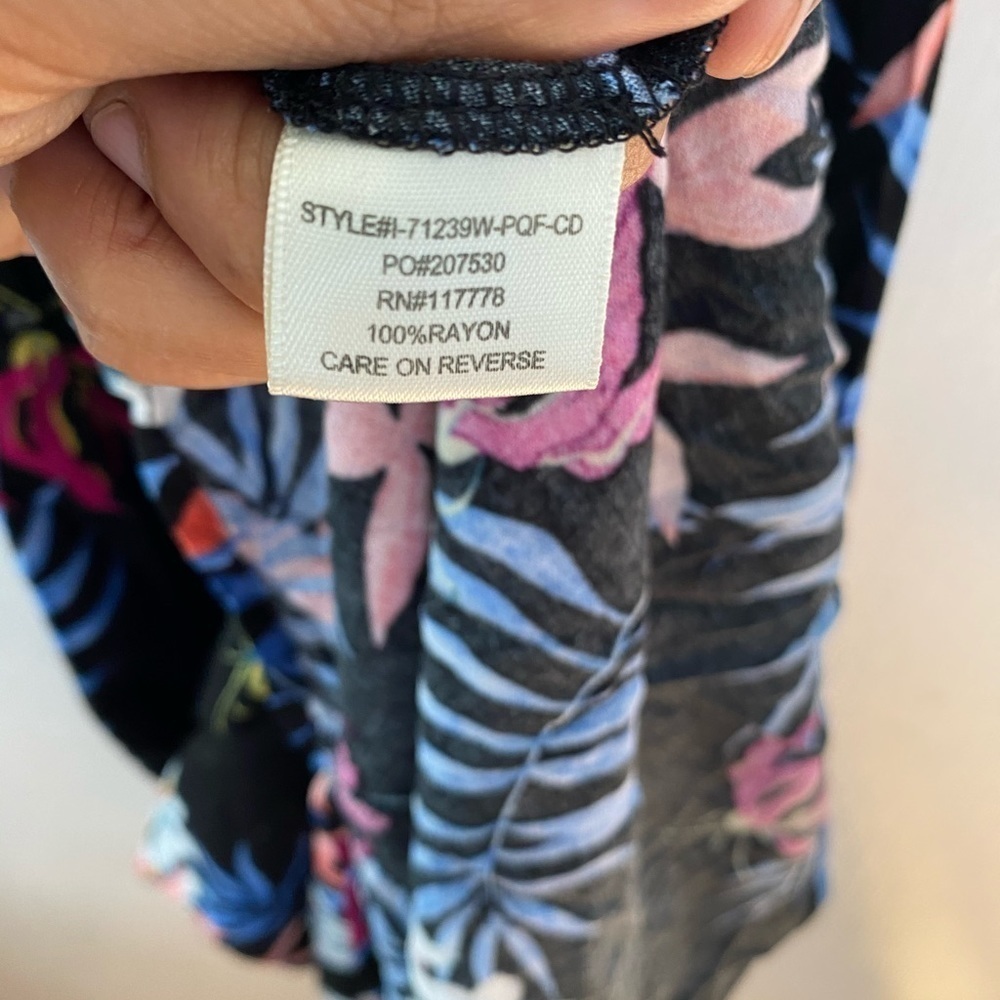 STYLE#I-71239W-PQF-CD
PO#207530
RN#117778
100%RAYON
CARE ON REVERSE